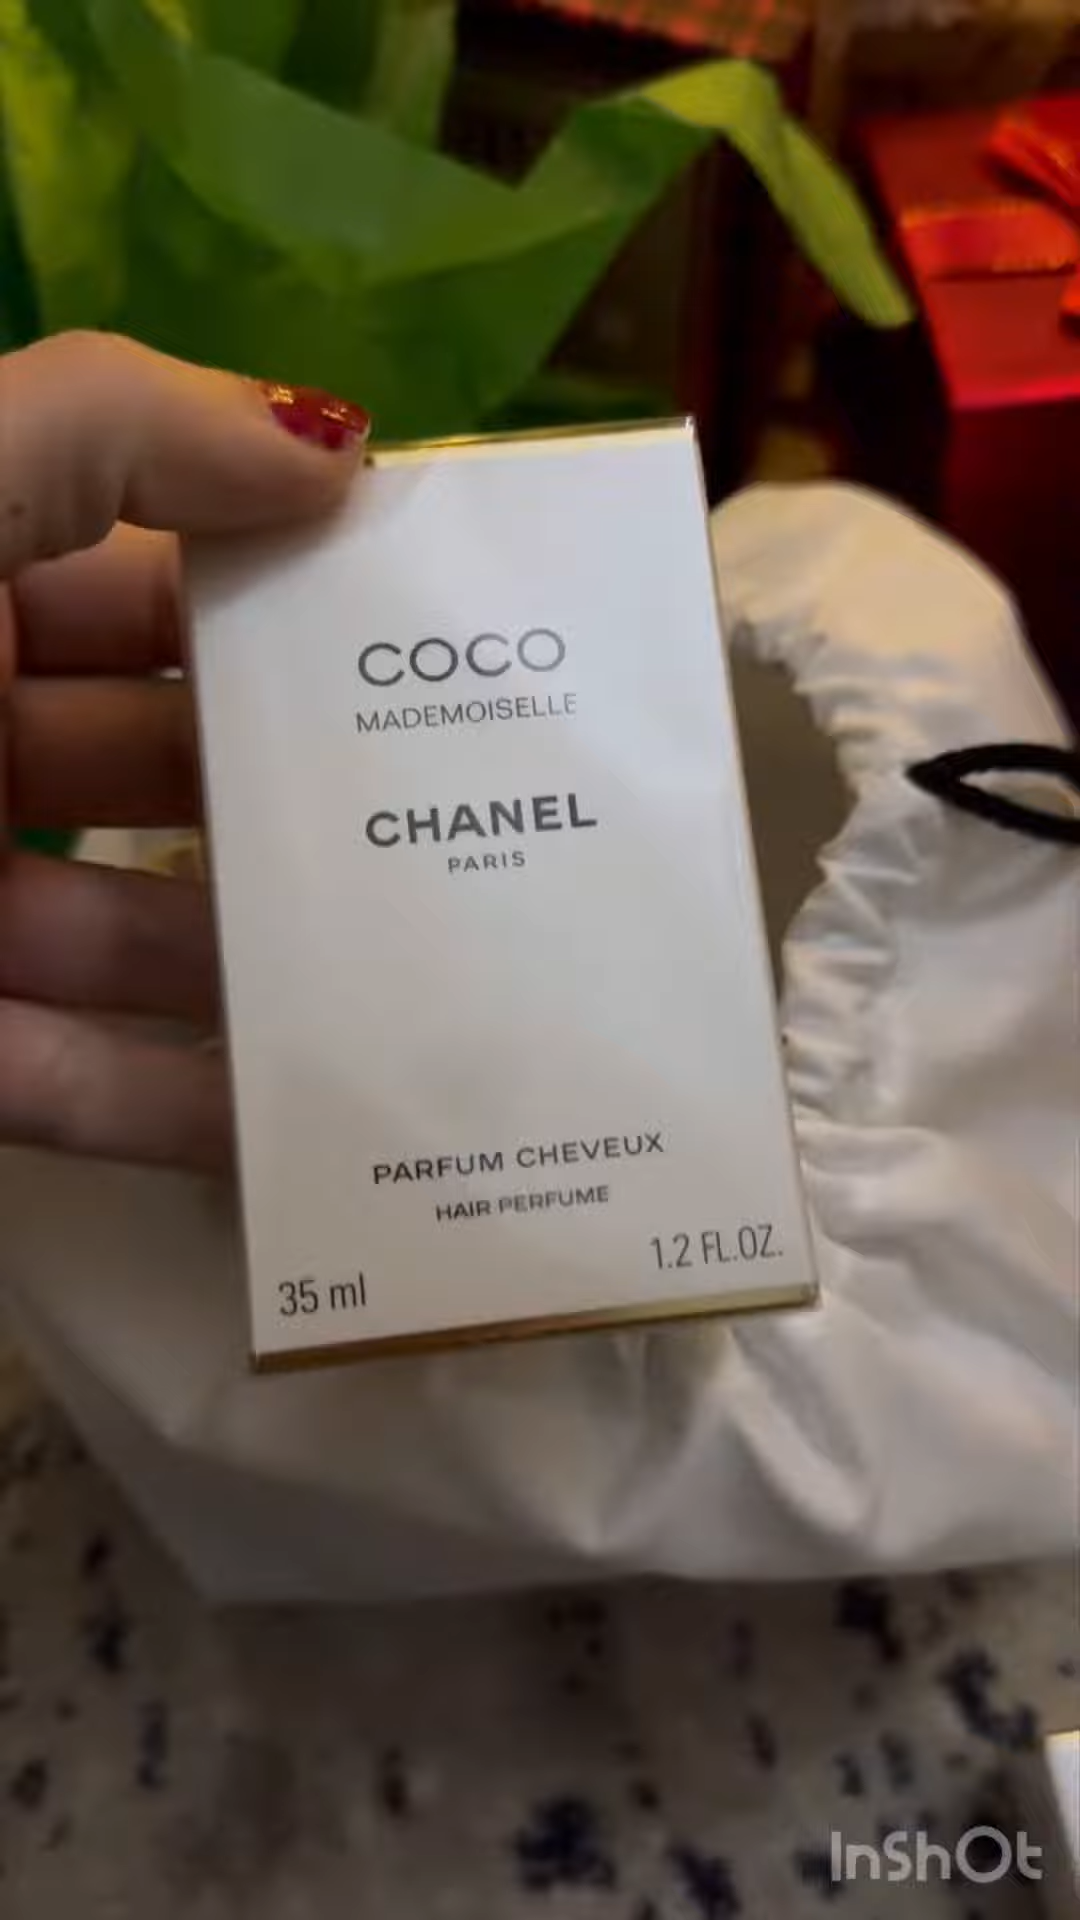 COCO
MADEMOISELLE
CHANEL
PARIS
PARFUM CHEVEUX
HAIR PERFUME
35 ml 1.2 FL.OZ.
InShOt